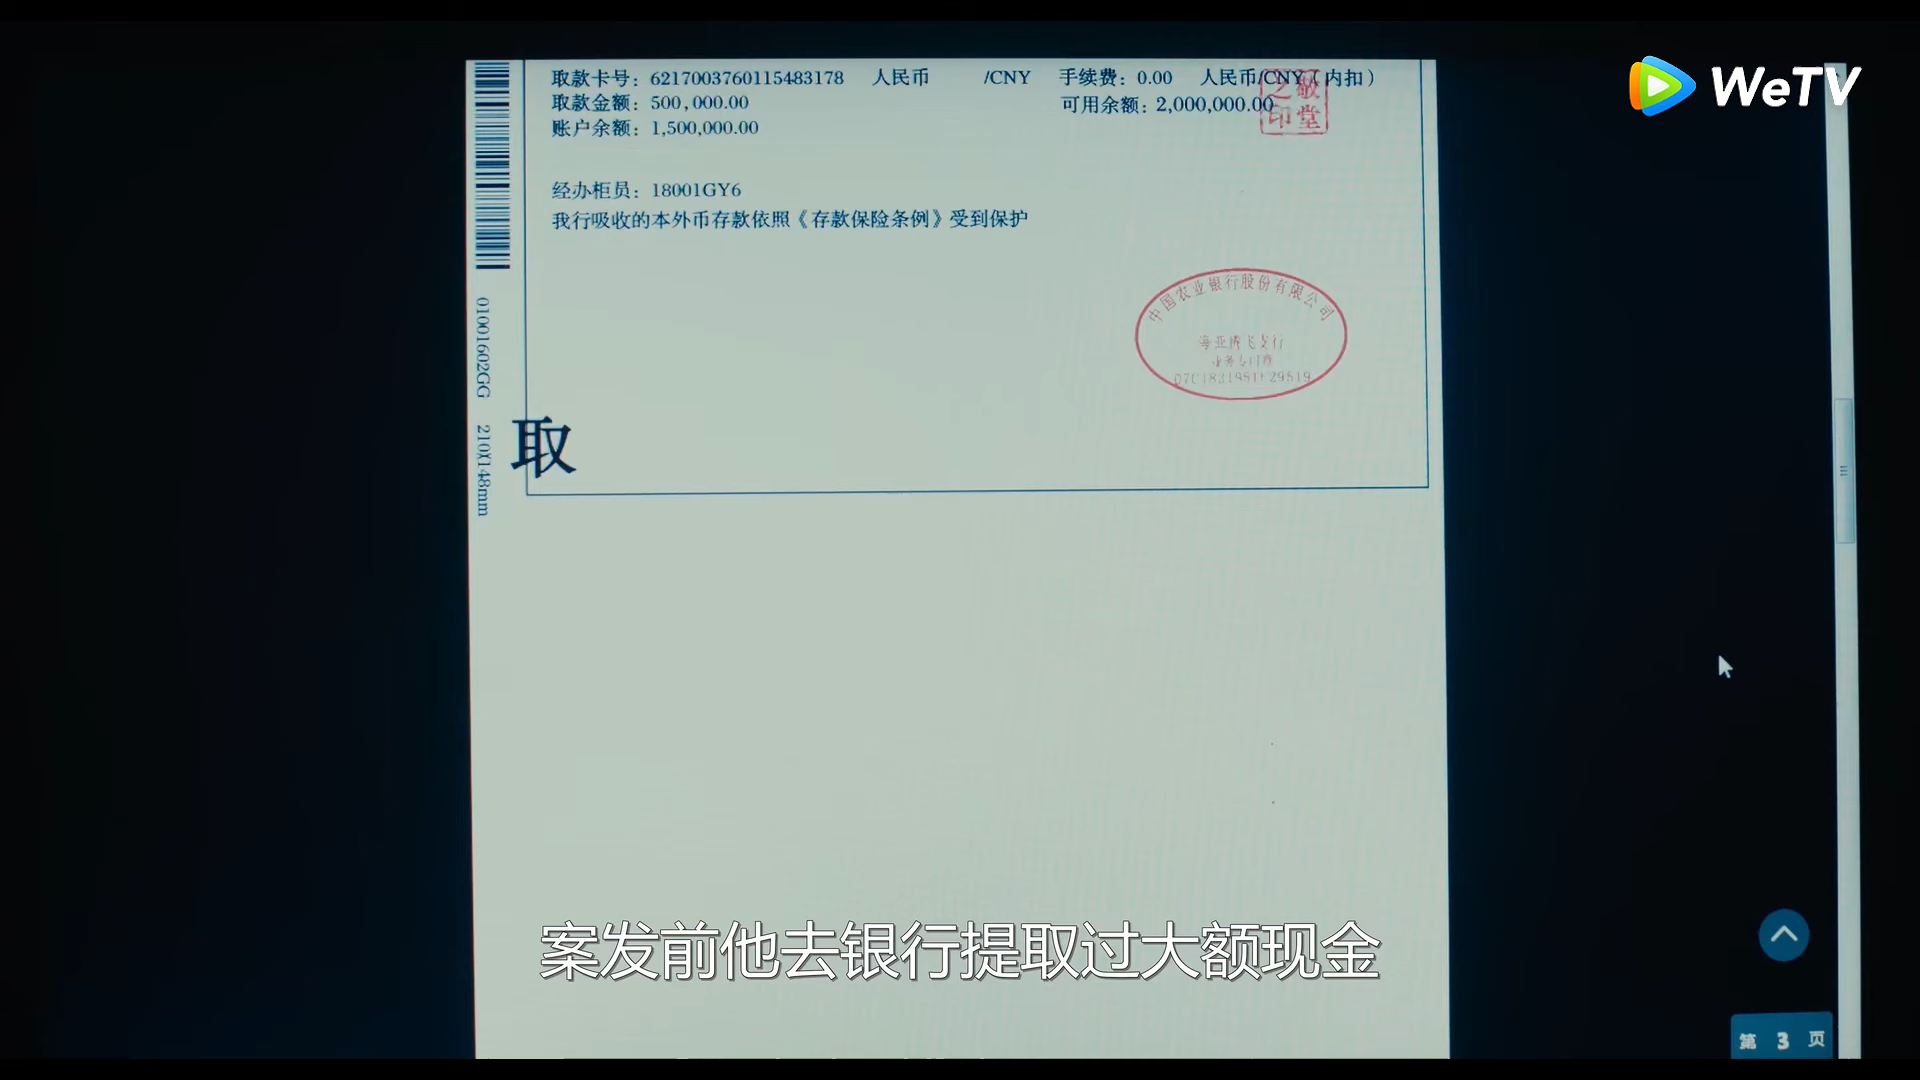 WeTV
取款卡号：6217003760115483178 人民币 /CNY 手续费：0.00 人民币/CNY（内扣）
取款金额：500,000.00 可用余额：2,000,000.00
账户余额：1,500,000.00
敬堂之印
经办柜员：18001GY6
我行吸收的本外币存款依照《存款保险条例》受到保护
中国农业银行股份有限公司
01001602GG 210X148mm
取
案发前他去银行提取过大额现金
第 3 页